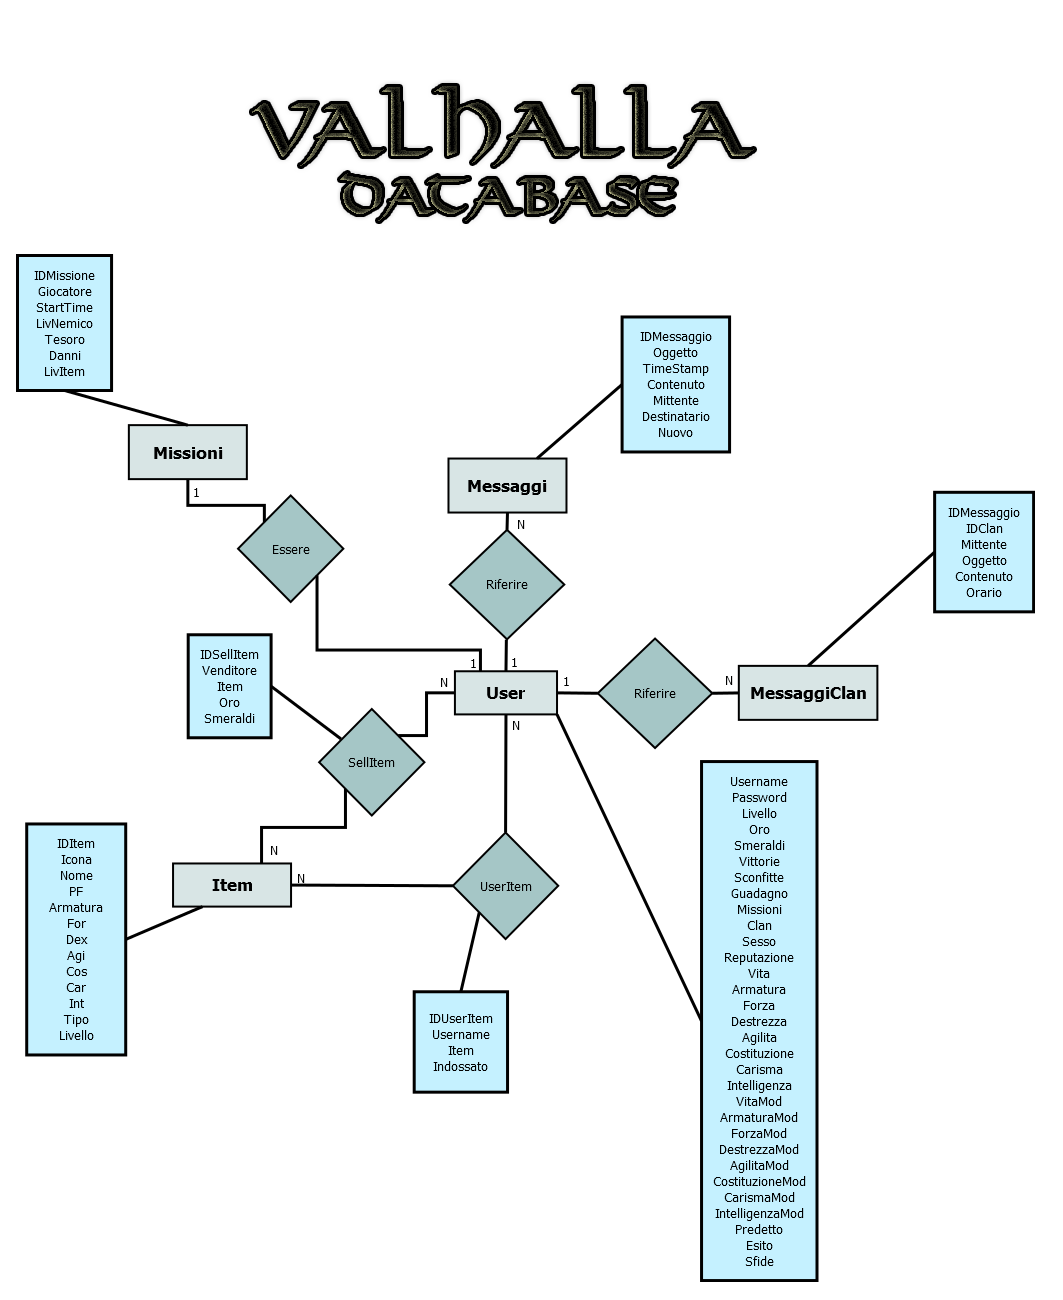 VALHALLA
DATABASE
IDMissione
Giocatore
StartTime
LivNemico
Tesoro
Danni
LivItem
Missioni
1
Essere
1
IDMessaggio
Oggetto
TimeStamp
Contenuto
Mittente
Destinatario
Nuovo
Messaggi
N
Riferire
1
IDMessaggio
IDClan
Mittente
Oggetto
Contenuto
Orario
MessaggiClan
N
Riferire
1
User
N
N
IDSellItem
Venditore
Item
Oro
Smeraldi
SellItem
N
IDItem
Icona
Nome
PF
Armatura
For
Dex
Agi
Cos
Car
Int
Tipo
Livello
Item
N
UserItem
IDUserItem
Username
Item
Indossato
Username
Password
Livello
Oro
Smeraldi
Vittorie
Sconfitte
Guadagno
Missioni
Clan
Sesso
Reputazione
Vita
Armatura
Forza
Destrezza
Agilita
Costituzione
Carisma
Intelligenza
VitaMod
ArmaturaMod
ForzaMod
DestrezzaMod
AgilitaMod
CostituzioneMod
CarismaMod
IntelligenzaMod
Predetto
Esito
Sfide